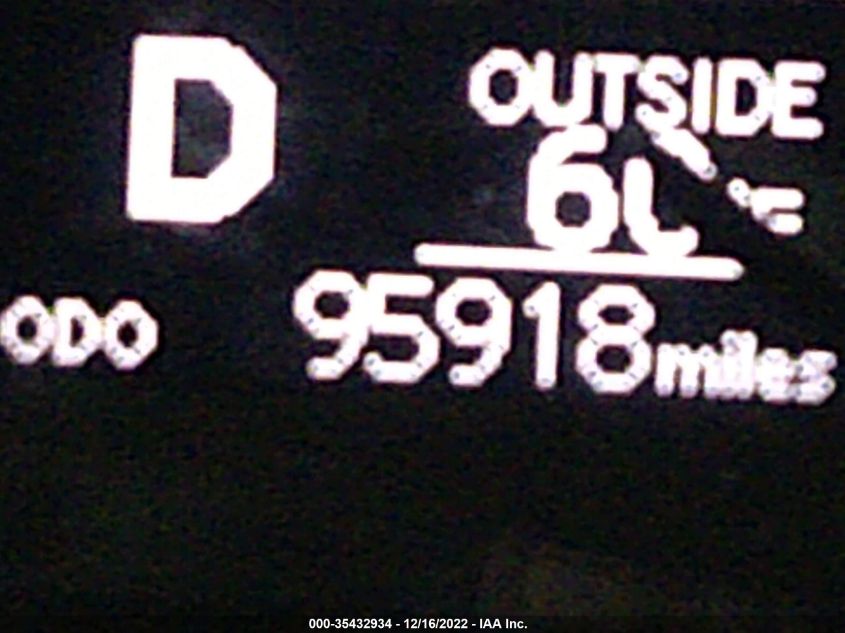 D
OUTSIDE
°F
ODO 95918 miles
000-35432934 - 12/16/2022 - IAA Inc.